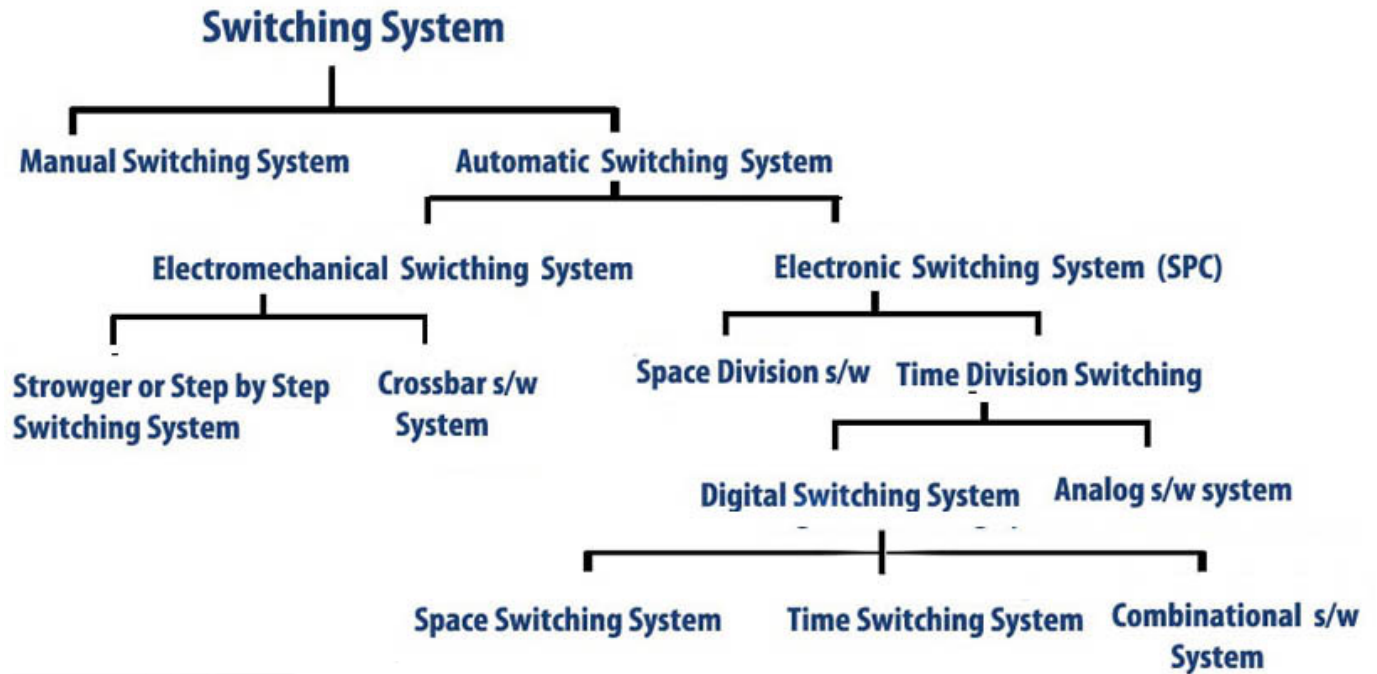 Switching System
Manual Switching System
Automatic Switching System
Electromechanical Swicthing System
Electronic Switching System (SPC)
Strowger or Step by Step
Switching System
Crossbar s/w
System
Space Division s/w
Time Division Switching
Digital Switching System
Analog s/w system
Space Switching System
Time Switching System
Combinational s/w
System